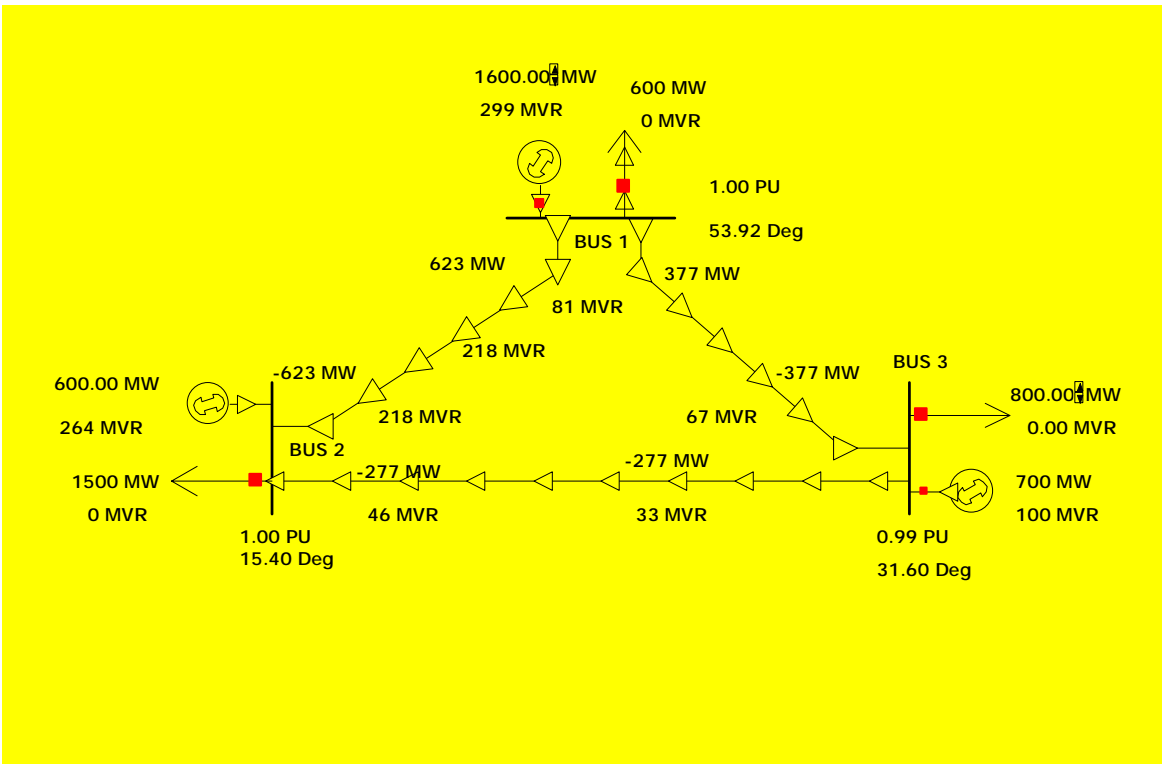 1600.00 MW
299 MVR
600 MW
0 MVR
1.00 PU
53.92 Deg
BUS 1
623 MW
377 MW
81 MVR
218 MVR
-623 MW
-377 MW
BUS 3
600.00 MW
264 MVR
218 MVR
67 MVR
800.00 MW
0.00 MVR
BUS 2
-277 MW
-277 MW
1500 MW
0 MVR
46 MVR
33 MVR
700 MW
100 MVR
1.00 PU
15.40 Deg
0.99 PU
31.60 Deg